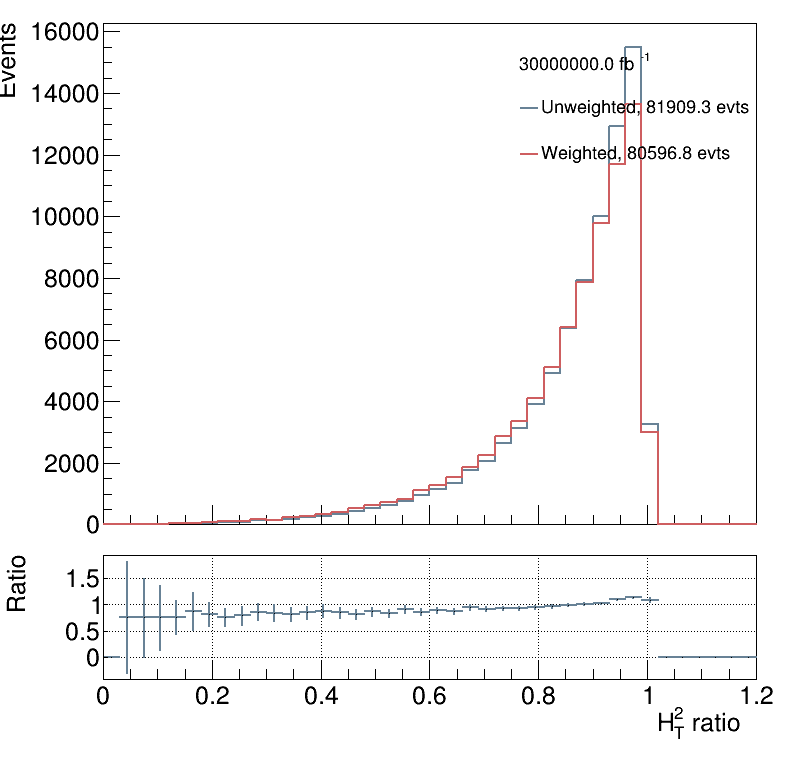 Events
16000
14000
12000
10000
8000
6000
4000
2000
0
30000000.0 fb⁻¹
Unweighted, 81909.3 evts
Weighted, 80596.8 evts
Ratio
1.5
1
0.5
0
0 0.2 0.4 0.6 0.8 1 1.2
H_T^2 ratio